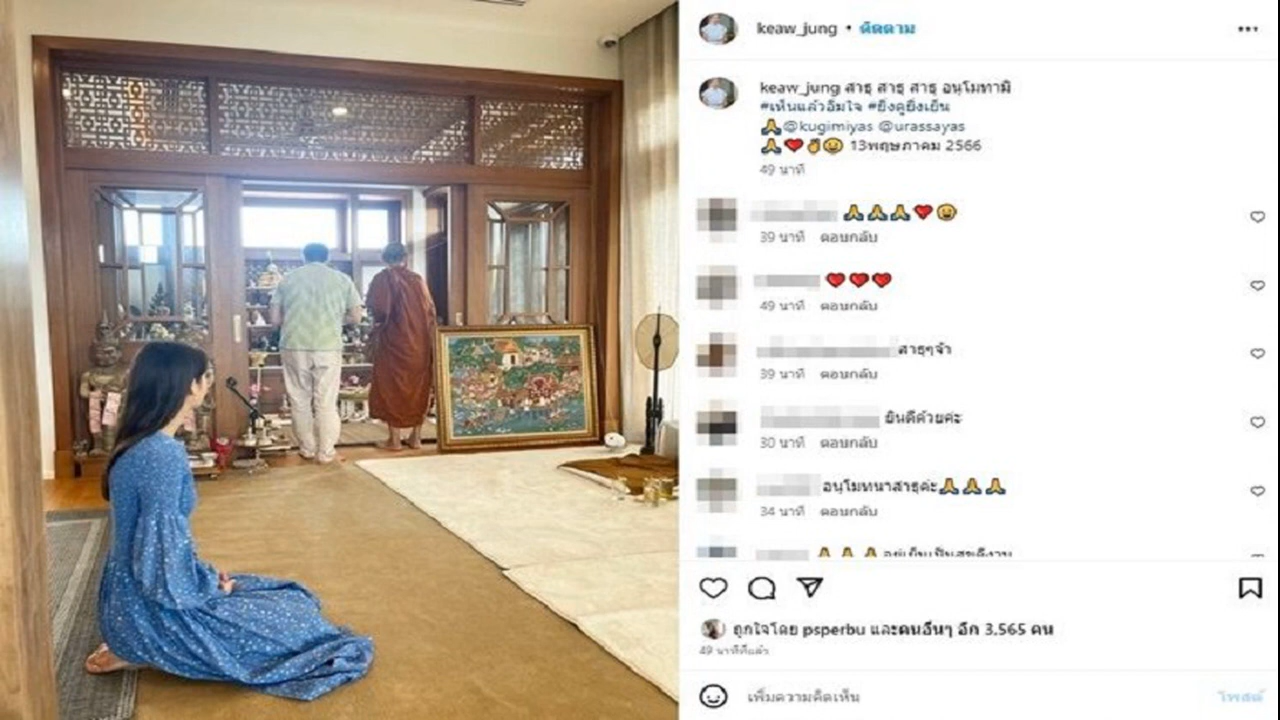 keaw_jung • ติดตาม
keaw_jung สาธุ สาธุ สาธุ อนุโมทามิ
#เห็นแล้วอิ่มใจ #ยิ่งดูยิ่งเย็น
@kugimiyas @urassayas
13พฤษภาคม 2566
49 นาที
39 นาที ตอบกลับ
49 นาที ตอบกลับ
สาธุๆจ้า
39 นาที ตอบกลับ
ยินดีด้วยค่ะ
30 นาที ตอบกลับ
อนุโมทนาสาธุค่ะ
34 นาที ตอบกลับ
ถูกใจโดย psperbu และคนอื่นๆ อีก 3,565 คน
49 นาทีที่แล้ว
เพิ่มความคิดเห็น
โพสต์